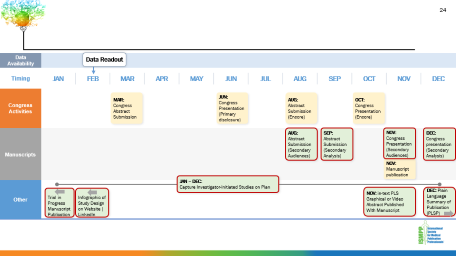 24
Data
Availability
Data Readout
Timing
JAN
FEB
MAR
APR
MAY
JUN
JUL
AUG
SEP
OCT
NOV
DEC
Congress
Activities
MAR:
Congress
Abstract
Submission
JUN:
Congress
Presentation
(Primary
disclosure)
AUG:
Abstract
Submission
(Encore)
OCT:
Congress
Presentation
(Encore)
Manuscripts
AUG:
Abstract
Submission
(Secondary
Audiences)
SEP:
Abstract
Submission
(Secondary
Analysis)
NOV:
Congress
Presentation
(Secondary
Audiences)
NOV:
Manuscript
publication
DEC:
Congress
presentation
(Secondary
Analysis)
Other
JAN – DEC:
Capture Investigator-Initiated Studies on Plan
Trial in
Progress
Manuscript
Publication
Infographic of
Study Design
on Website |
LinkedIn
NOV: In-text PLS
Graphical or Video
Abstract Published
With Manuscript
DEC: Plain
Language
Summary of
Publication
(PLSP)